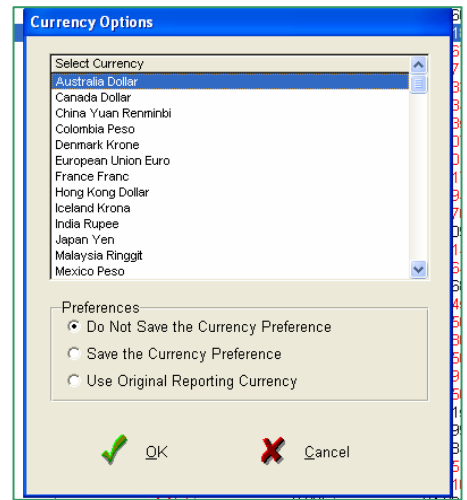 Currency Options
Select Currency
Australia Dollar
Canada Dollar
China Yuan Renminbi
Colombia Peso
Denmark Krone
European Union Euro
France Franc
Hong Kong Dollar
Iceland Krona
India Rupee
Japan Yen
Malaysia Ringgit
Mexico Peso
Preferences
Do Not Save the Currency Preference
Save the Currency Preference
Use Original Reporting Currency
OK
Cancel